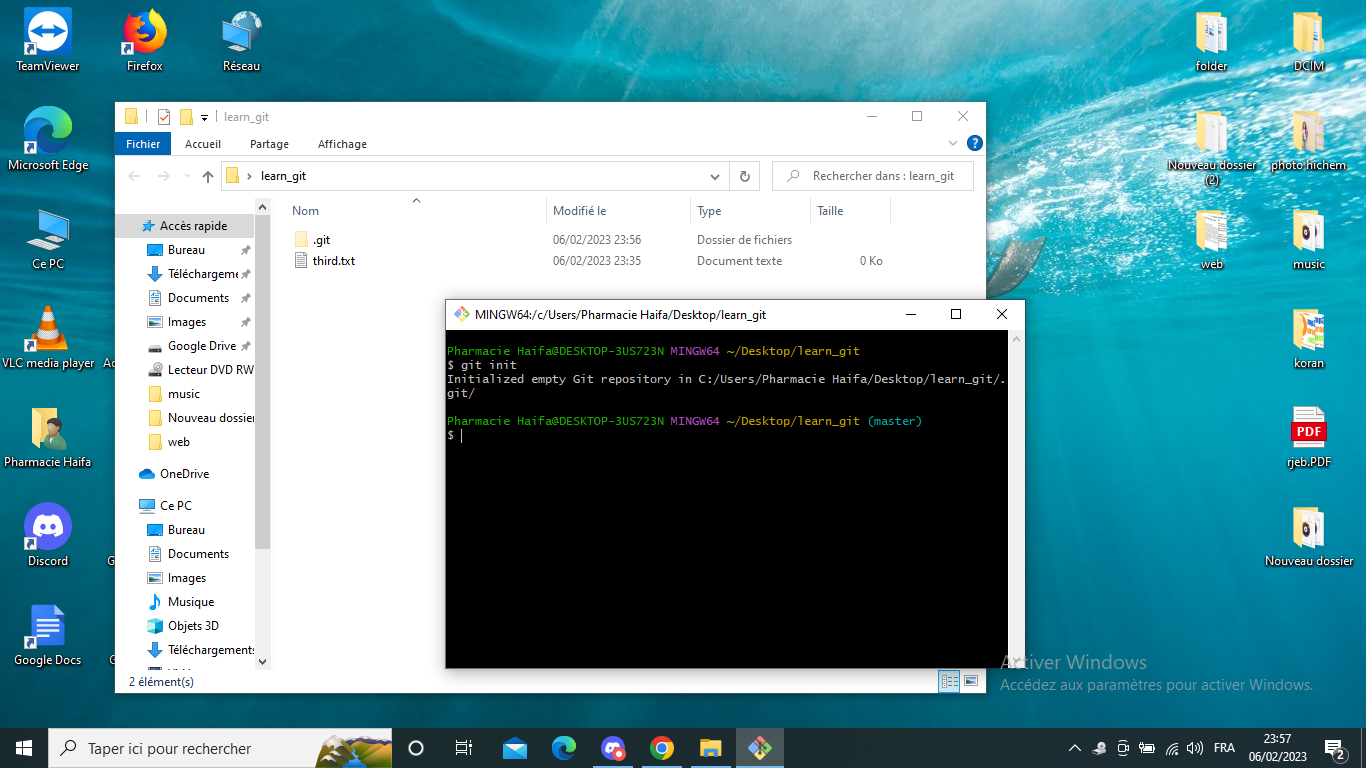 TeamViewer
Firefox
Réseau
folder
DCIM
Microsoft Edge
Nouveau dossier
(2)
photo hichem
Ce PC
web
music
VLC media player
koran
Pharmacie Haifa
PDF
rjeb.PDF
Discord
Nouveau dossier
Google Docs
learn_git
Fichier
Accueil
Partage
Affichage
?
learn_git
Rechercher dans : learn_git
Accès rapide
Bureau
Téléchargeme
Documents
Images
Google Drive
Lecteur DVD RW
music
Nouveau dossier
web
OneDrive
Ce PC
Bureau
Documents
Images
Musique
Objets 3D
Téléchargements
Nom
Modifié le
Type
Taille
.git
06/02/2023 23:56
Dossier de fichiers
third.txt
06/02/2023 23:35
Document texte
0 Ko
2 élément(s)
MINGW64:/c/Users/Pharmacie Haifa/Desktop/learn_git
Pharmacie Haifa@DESKTOP-3US723N MINGW64 ~/Desktop/learn_git
$ git init
Initialized empty Git repository in C:/Users/Pharmacie Haifa/Desktop/learn_git/.
git/
Pharmacie Haifa@DESKTOP-3US723N MINGW64 ~/Desktop/learn_git (master)
$
Activer Windows
Accédez aux paramètres pour activer Windows.
Taper ici pour rechercher
FRA
23:57
06/02/2023
2